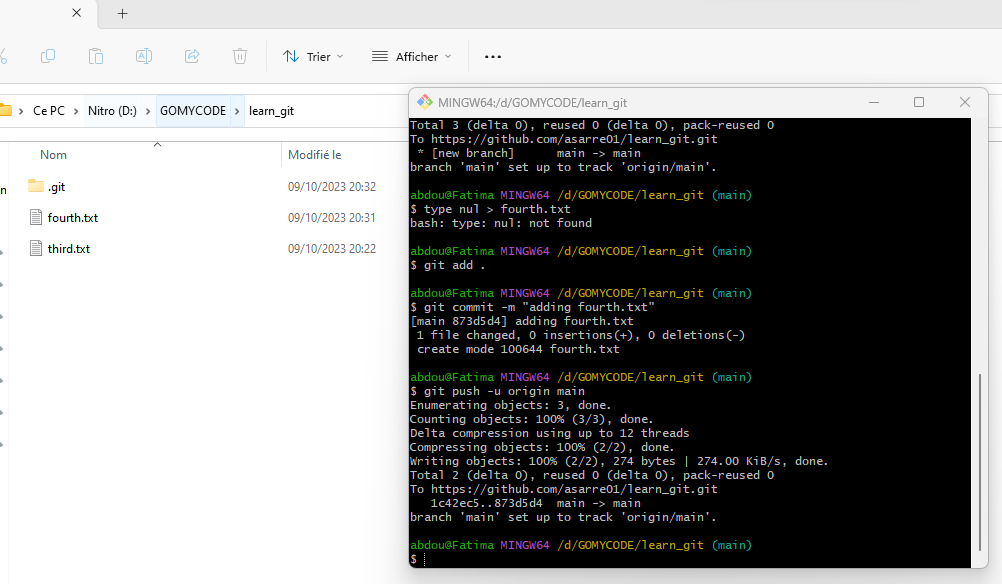 Trier
Afficher
Ce PC
Nitro (D:)
GOMYCODE
learn_git
Nom
Modifié le
.git
09/10/2023 20:32
fourth.txt
09/10/2023 20:31
third.txt
09/10/2023 20:22
n
MINGW64:/d/GOMYCODE/learn_git
Total 3 (delta 0), reused 0 (delta 0), pack-reused 0
To https://github.com/asarre01/learn_git.git
 * [new branch]      main -> main
branch 'main' set up to track 'origin/main'.
abdou@Fatima MINGW64 /d/GOMYCODE/learn_git (main)
$ type nul > fourth.txt
bash: type: nul: not found
abdou@Fatima MINGW64 /d/GOMYCODE/learn_git (main)
$ git add .
abdou@Fatima MINGW64 /d/GOMYCODE/learn_git (main)
$ git commit -m "adding fourth.txt"
[main 873d5d4] adding fourth.txt
 1 file changed, 0 insertions(+), 0 deletions(-)
 create mode 100644 fourth.txt
abdou@Fatima MINGW64 /d/GOMYCODE/learn_git (main)
$ git push -u origin main
Enumerating objects: 3, done.
Counting objects: 100% (3/3), done.
Delta compression using up to 12 threads
Compressing objects: 100% (2/2), done.
Writing objects: 100% (2/2), 274 bytes | 274.00 KiB/s, done.
Total 2 (delta 0), reused 0 (delta 0), pack-reused 0
To https://github.com/asarre01/learn_git.git
   1c42ec5..873d5d4  main -> main
branch 'main' set up to track 'origin/main'.
abdou@Fatima MINGW64 /d/GOMYCODE/learn_git (main)
$